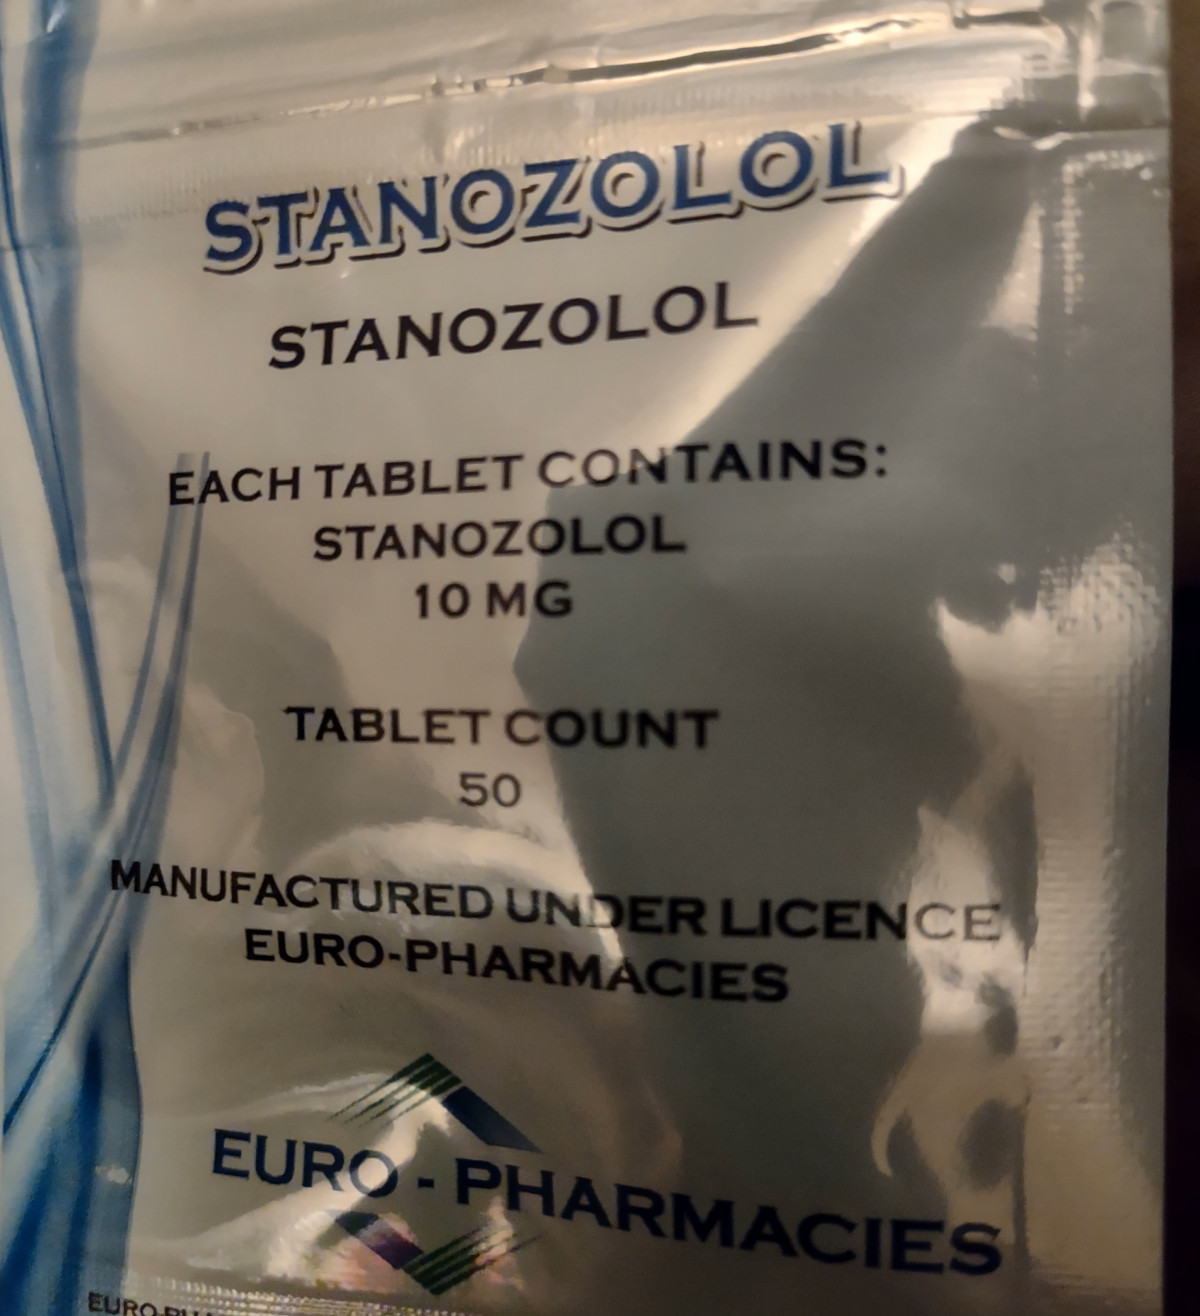 STANOZOLOL
STANOZOLOL
EACH TABLET CONTAINS:
STANOZOLOL
10 MG
TABLET COUNT
50
MANUFACTURED UNDER LICENCE
EURO-PHARMACIES
EURO - PHARMACIES